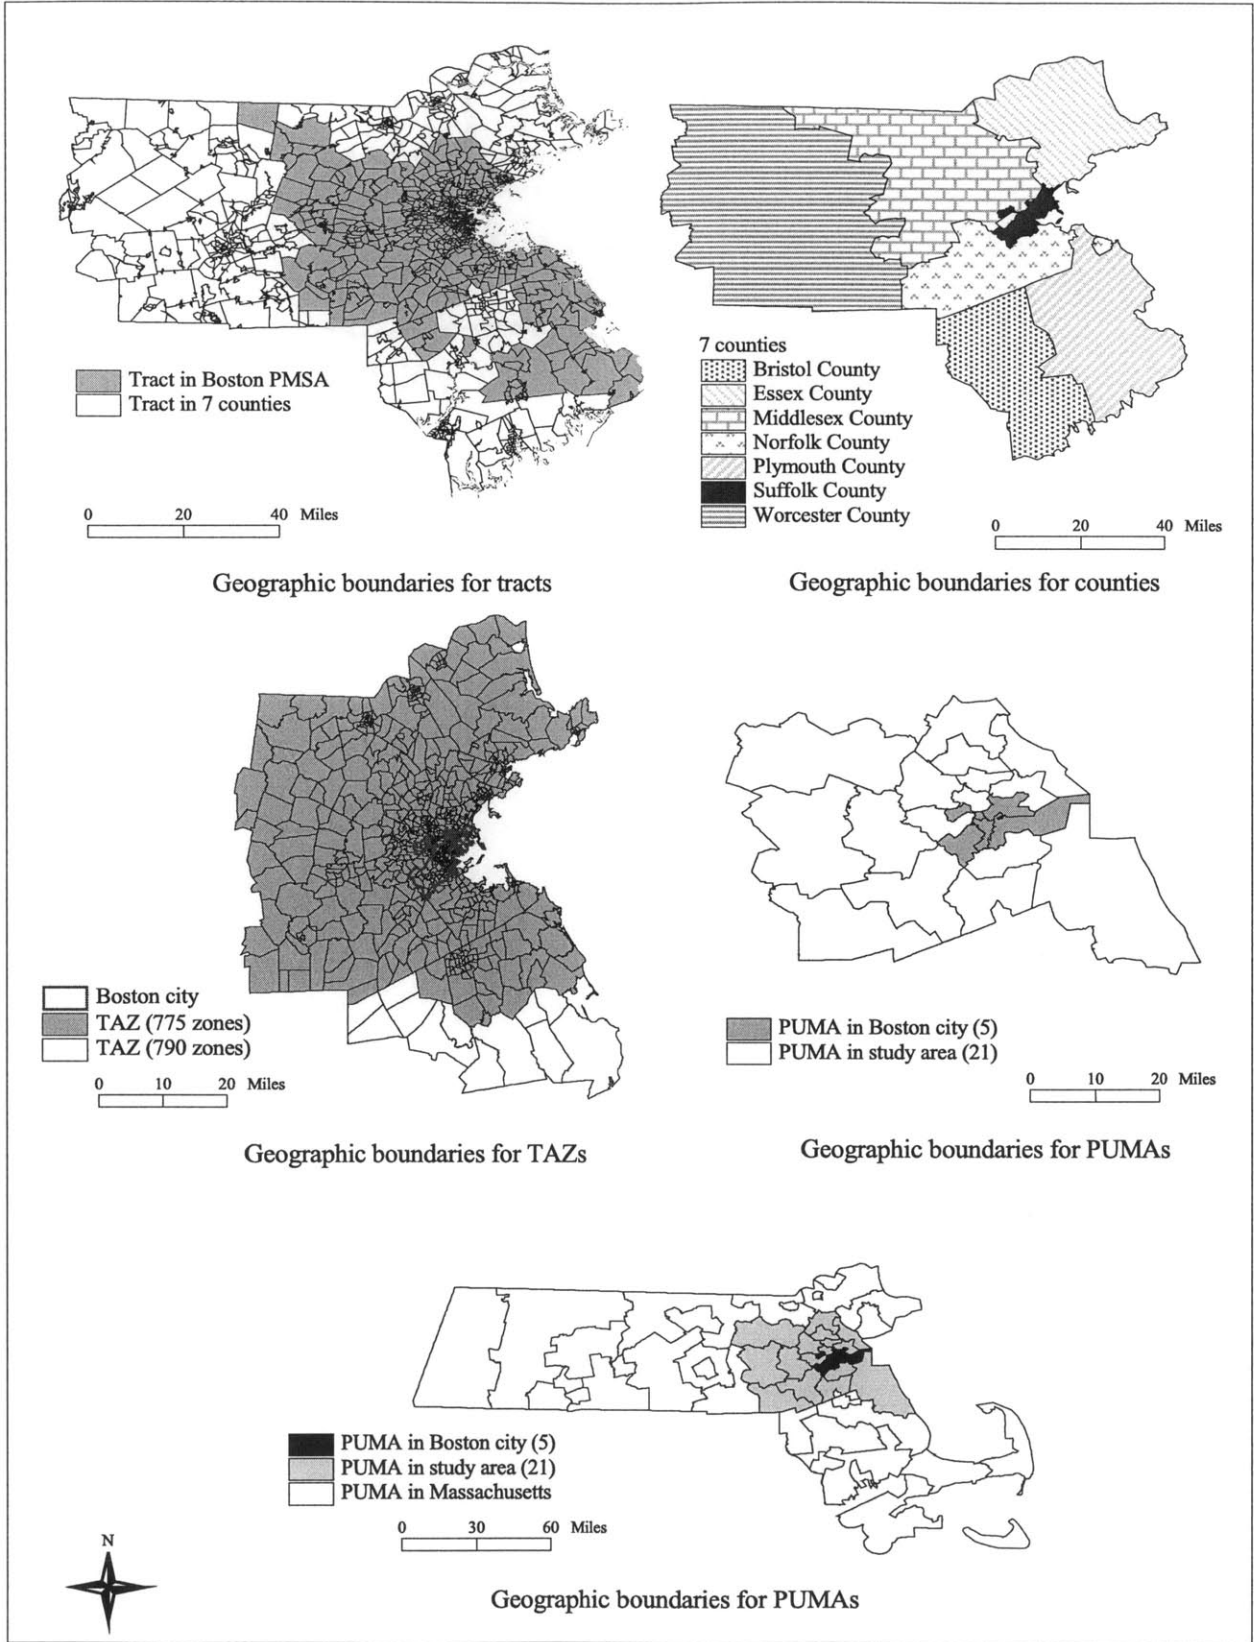 Tract in Boston PMSA
Tract in 7 counties
0 20 40 Miles
Geographic boundaries for tracts
7 counties
Bristol County
Essex County
Middlesex County
Norfolk County
Plymouth County
Suffolk County
Worcester County
0 20 40 Miles
Geographic boundaries for counties
Boston city
TAZ (775 zones)
TAZ (790 zones)
0 10 20 Miles
Geographic boundaries for TAZs
PUMA in Boston city (5)
PUMA in study area (21)
0 10 20 Miles
Geographic boundaries for PUMAs
PUMA in Boston city (5)
PUMA in study area (21)
PUMA in Massachusetts
0 30 60 Miles
N
Geographic boundaries for PUMAs